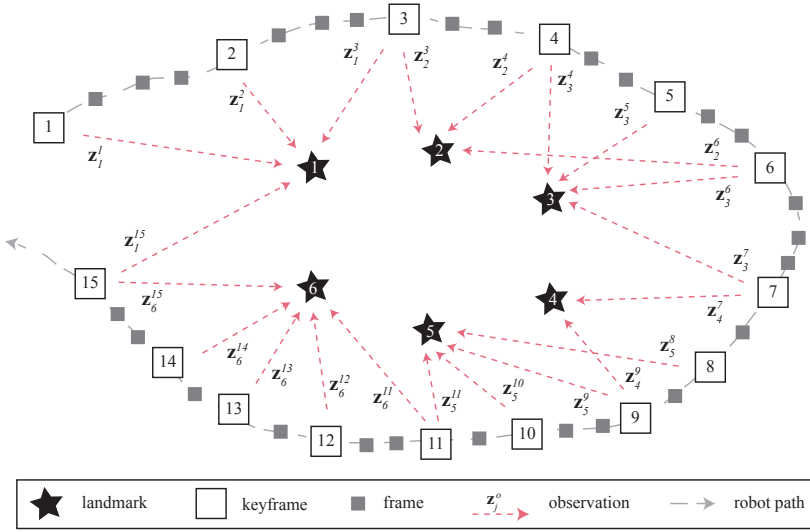 3
4
2
5
1
6
z_1^3
z_2^3
z_2^4
z_3^4
z_1^2
z_3^5
z_1^1
z_2^6
z_3^6
1
2
3
z_1^15
z_3^7
15
6
4
7
z_6^15
5
z_4^7
z_6^14
z_5^8
14
z_6^13
z_6^12
z_6^11
z_5^11
z_5^10
z_5^9
z_4^9
8
13
12
11
10
9
landmark keyframe frame z_j^o observation robot path